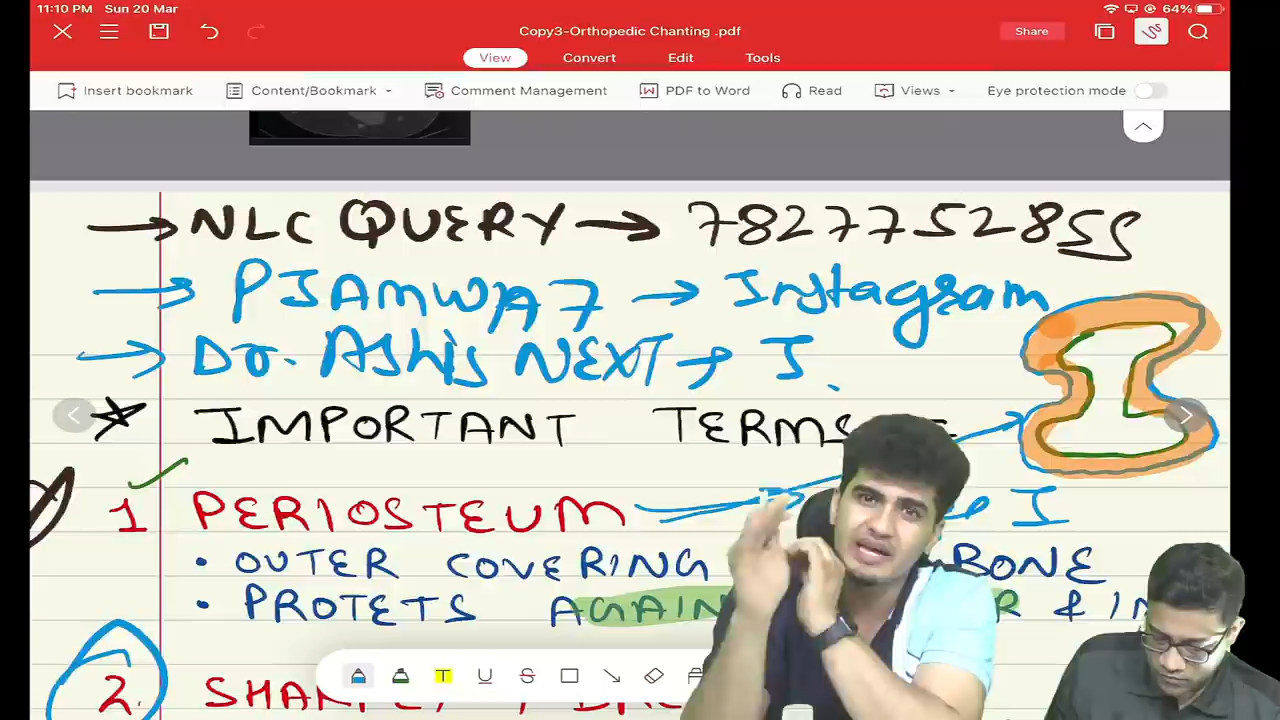 11:10 PM Sun 20 Mar 64%
Copy3-Orthopedic Chanting .pdf
Share
View Convert Edit Tools
Insert bookmark Content/Bookmark Comment Management PDF to Word Read Views Eye protection mode
→ NLC QUERY → 7827752855
→ PJAMWA7 → Instagram
→ Dr. AShis NEXT → I.
★ IMPORTANT TERMS
1 PERIOSTEUM → I
• OUTER COVERING BONE
• PROTETS AGAIN R & IN
T U S
2.